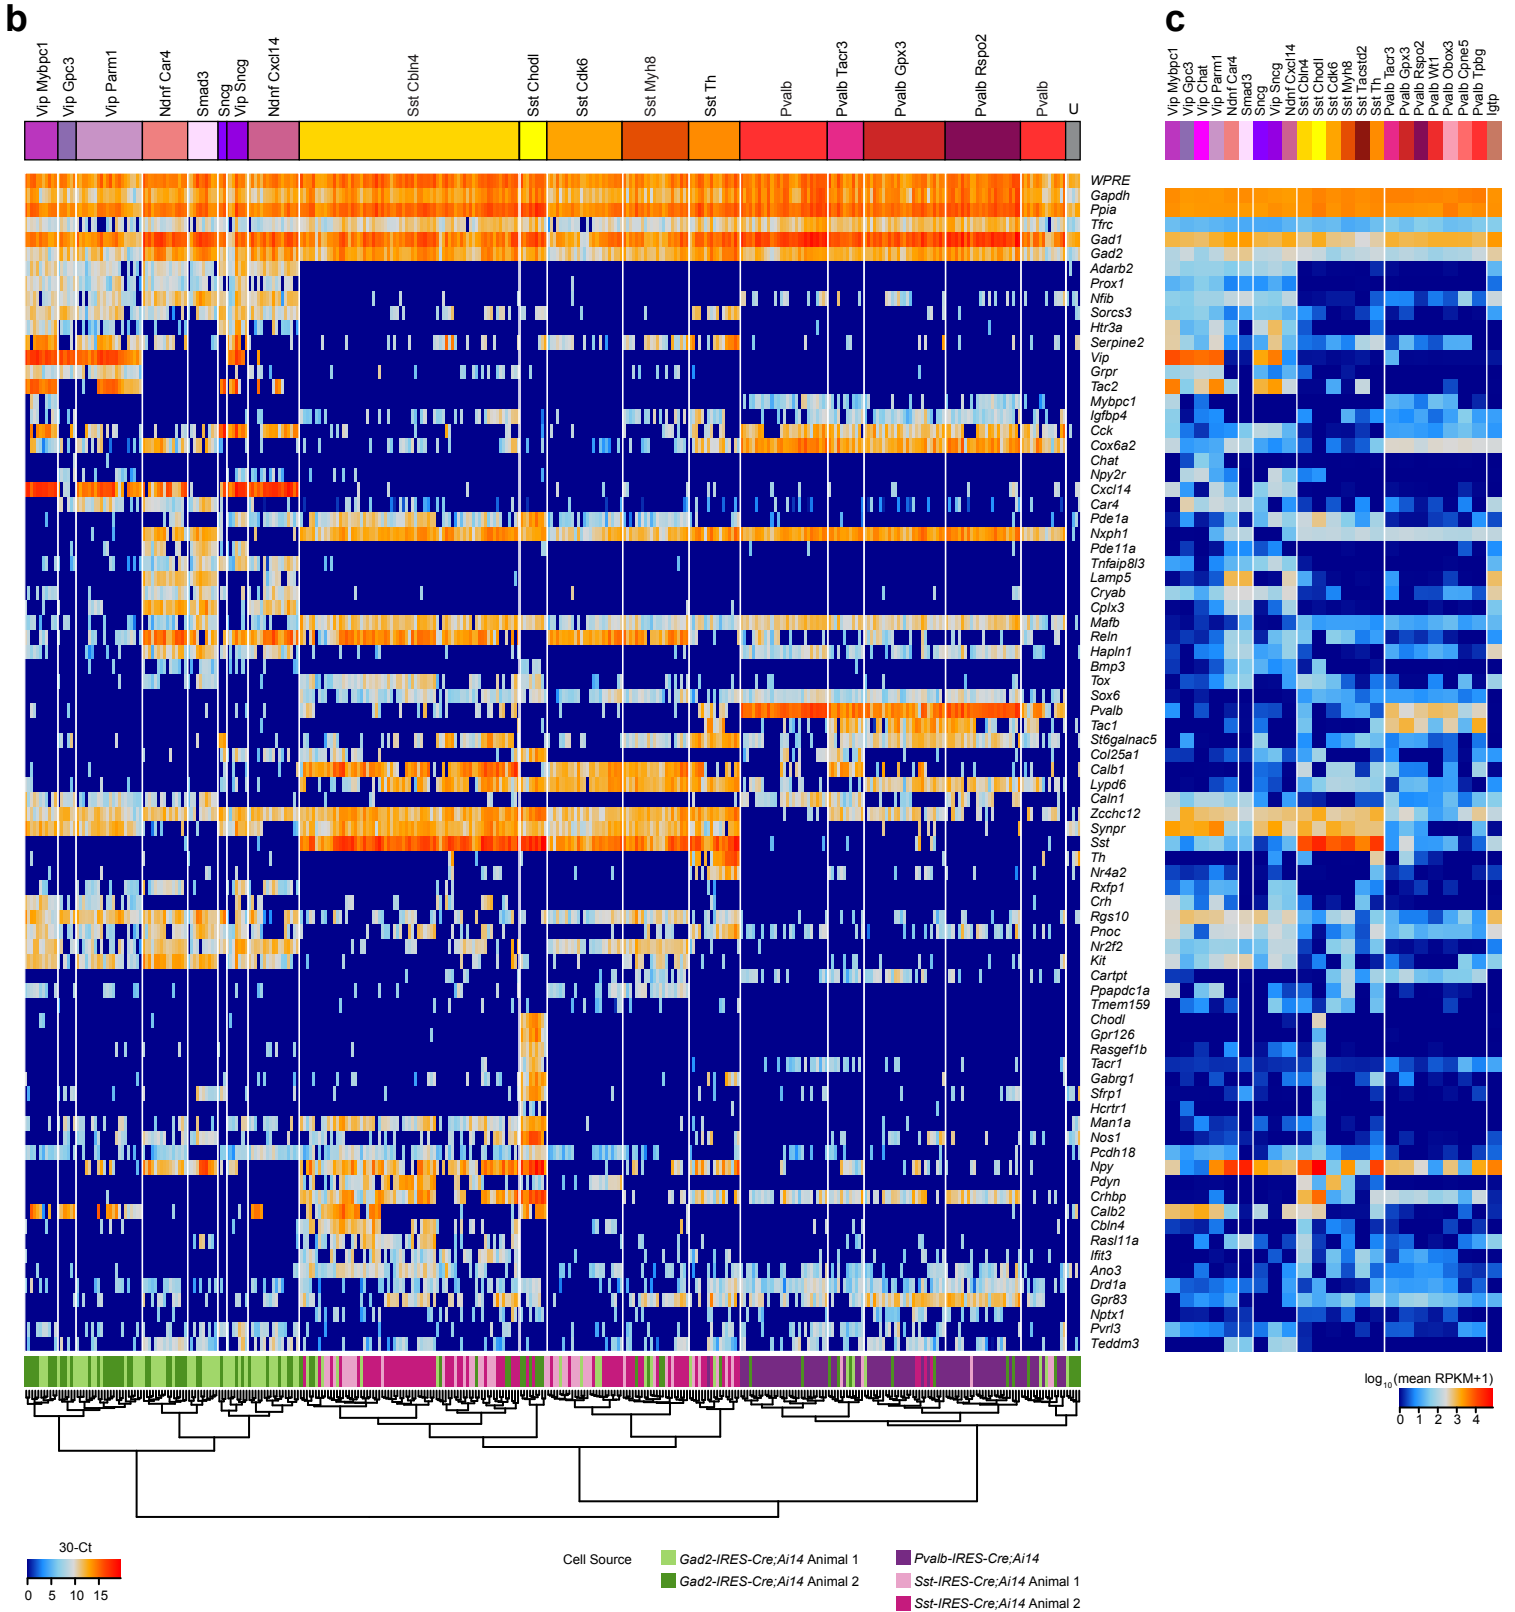 b
Vip Mybpc1
Vip Gpc3
Vip Parm1
Ndnf Car4
Smad3
Sncg
Vip Sncg
Ndnf Cxcl14
Sst Cbln4
Sst Chodl
Sst Cdk6
Sst Myh8
Sst Th
Pvalb
Pvalb Tacr3
Pvalb Gpx3
Pvalb Rspo2
Pvalb
U
c
Vip Mybpc1
Vip Gpc3
Vip Chat
Vip Parm1
Ndnf Car4
Smad3
Sncg
Vip Sncg
Ndnf Cxcl14
Sst Cbln4
Sst Chodl
Sst Cdk6
Sst Myh8
Sst Tacstd2
Sst Th
Pvalb Tacr3
Pvalb Gpx3
Pvalb Rspo2
Pvalb Wt1
Pvalb Obox3
Pvalb Cpne5
Pvalb Tpbg
Igtp
WPRE
Gapdh
Ppia
Tfrc
Gad1
Gad2
Adarb2
Prox1
Nfib
Sorcs3
Htr3a
Serpine2
Vip
Grpr
Tac2
Mybpc1
Igfbp4
Cck
Cox6a2
Chat
Npy2r
Cxcl14
Car4
Pde1a
Nxph1
Pde11a
Tnfaip8l3
Lamp5
Cryab
Cplx3
Mafb
Reln
Hapln1
Bmp3
Tox
Sox6
Pvalb
Tac1
St6galnac5
Col25a1
Calb1
Lypd6
Caln1
Zcchc12
Synpr
Sst
Th
Nr4a2
Rxfp1
Crh
Rgs10
Pnoc
Nr2f2
Kit
Cartpt
Ppapdc1a
Tmem159
Chodl
Gpr126
Rasgef1b
Tacr1
Gabrg1
Sfrp1
Hcrtr1
Man1a
Nos1
Pcdh18
Npy
Pdyn
Crhbp
Calb2
Cbln4
Rasl11a
Ifit3
Ano3
Drd1a
Gpr83
Nptx1
Pvrl3
Teddm3
log10(mean RPKM+1)
0 1 2 3 4
30-Ct
0 5 10 15
Cell Source
Gad2-IRES-Cre;Ai14 Animal 1
Gad2-IRES-Cre;Ai14 Animal 2
Pvalb-IRES-Cre;Ai14
Sst-IRES-Cre;Ai14 Animal 1
Sst-IRES-Cre;Ai14 Animal 2